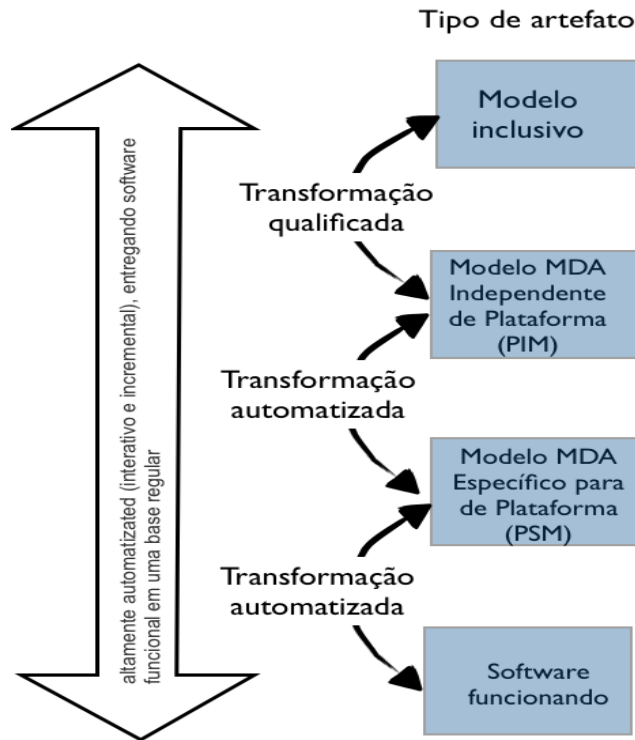 Tipo de artefato
Modelo
inclusivo
Transformação
qualificada
Modelo MDA
Independente
de Plataforma
(PIM)
Transformação
automatizada
Modelo MDA
Específico para
de Plataforma
(PSM)
Transformação
automatizada
Software
funcionando
altamente automatizated (interativo e incremental), entregando software
funcional em uma base regular